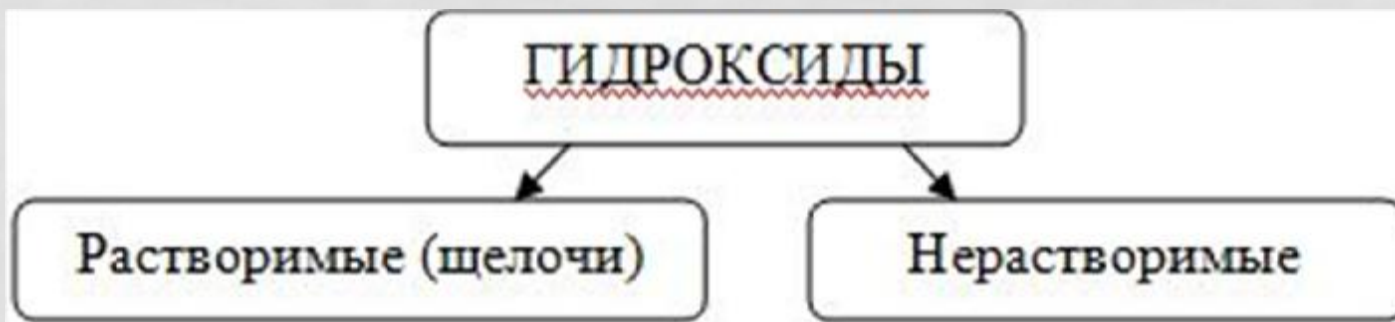 ГИДРОКСИДЫ
Растворимые (щелочи)
Нерастворимые